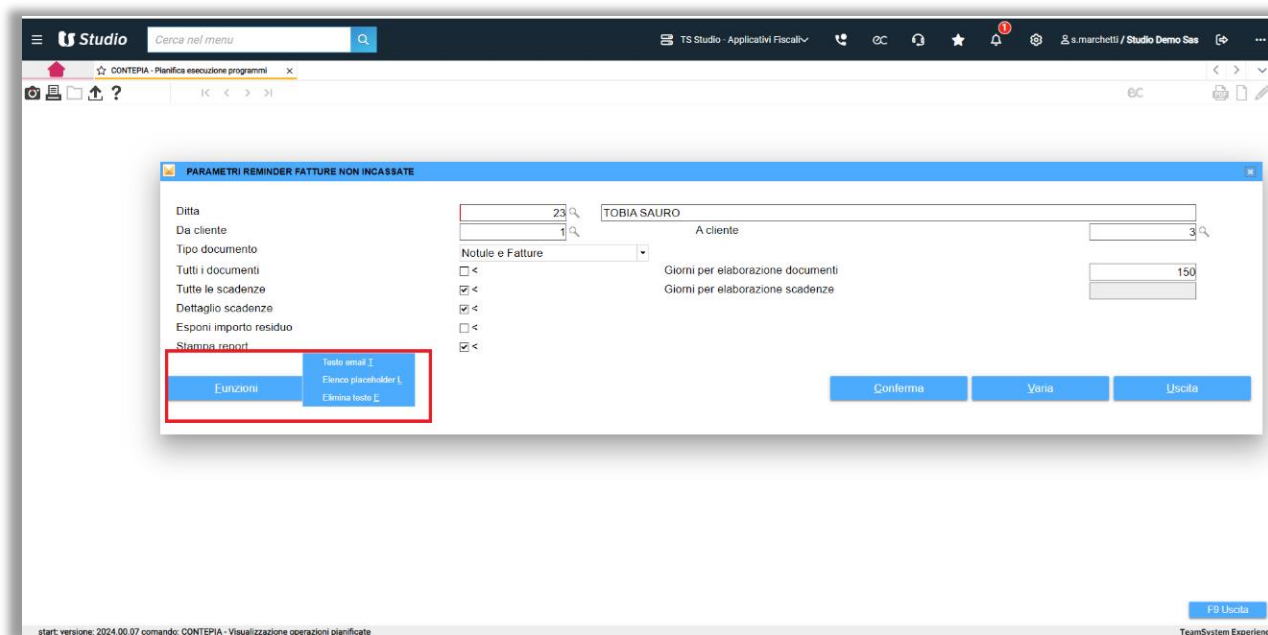 TS Studio Cerca nel menu TS Studio - Applicativi Fiscali 1 s.marchetti / Studio Demo Sas
CONTEPIA - Pianifica esecuzione programmi
ec
PARAMETRI REMINDER FATTURE NON INCASSATE
Ditta 23 TOBIA SAURO
Da cliente 1 A cliente 3
Tipo documento Notule e Fatture
Tutti i documenti < Giorni per elaborazione documenti 150
Tutte le scadenze < Giorni per elaborazione scadenze
Dettaglio scadenze <
Esponi importo residuo <
Stampa report <
Testo email T
Elenco placeholder L
Elimina testo E
Funzioni Conferma Varia Uscita
F9 Uscita
start: versione: 2024.00.07 comando: CONTEPIA - Visualizzazione operazioni pianificate TeamSystem Experienc